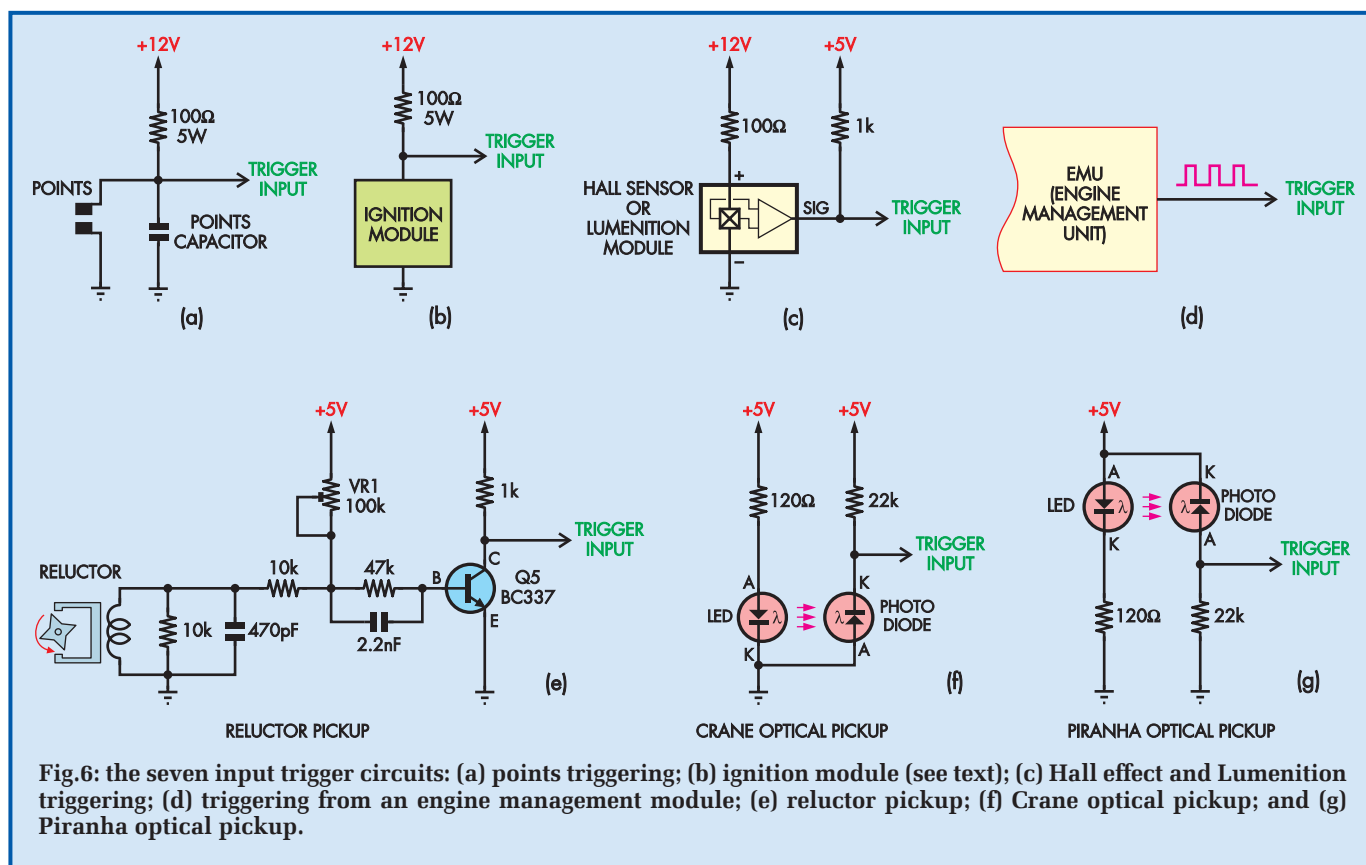 +12V
100Ω
5W
TRIGGER
INPUT
POINTS
POINTS
CAPACITOR
(a)
+12V
100Ω
5W
TRIGGER
INPUT
IGNITION
MODULE
(b)
+12V
+5V
100Ω
1k
HALL SENSOR
OR
LUMENITION
MODULE
+
SIG
–
TRIGGER
INPUT
(c)
EMU
(ENGINE
MANAGEMENT
UNIT)
TRIGGER
INPUT
(d)
+5V
+5V
VR1
100k
1k
TRIGGER
INPUT
RELUCTOR
10k
47k
B
C
Q5
BC337
E
10k
470pF
2.2nF
(e)
RELUCTOR PICKUP
+5V
+5V
120Ω
22k
TRIGGER
INPUT
A
K
LED
λ
λ
PHOTO
DIODE
K
A
(f)
CRANE OPTICAL PICKUP
+5V
A
K
LED
λ
λ
PHOTO
DIODE
K
A
TRIGGER
INPUT
120Ω
22k
(g)
PIRANHA OPTICAL PICKUP
Fig.6: the seven input trigger circuits: (a) points triggering; (b) ignition module (see text); (c) Hall effect and Lumenition
triggering; (d) triggering from an engine management module; (e) reluctor pickup; (f) Crane optical pickup; and (g)
Piranha optical pickup.